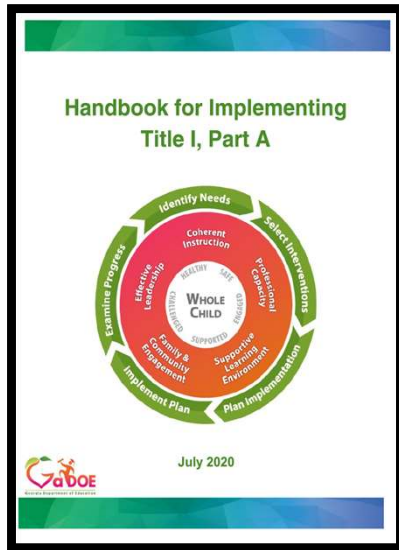 Handbook for Implementing
Title I, Part A
Identify Needs
Select Interventions
Plan Implementation
Implement Plan
Examine Progress
Coherent
Instruction
Professional
Capacity
Supportive
Learning
Environment
Family &
Community
Engagement
Effective
Leadership
HEALTHY
SAFE
ENGAGED
SUPPORTED
CHALLENGED
WHOLE
CHILD
July 2020
GaDOE
Georgia Department of Education